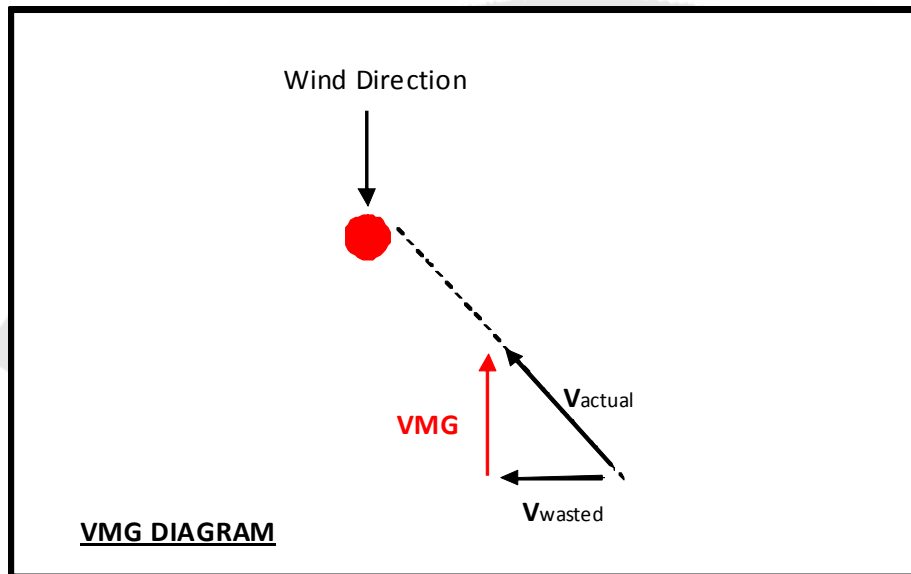 Wind Direction
Vactual
VMG
Vwasted
VMG DIAGRAM